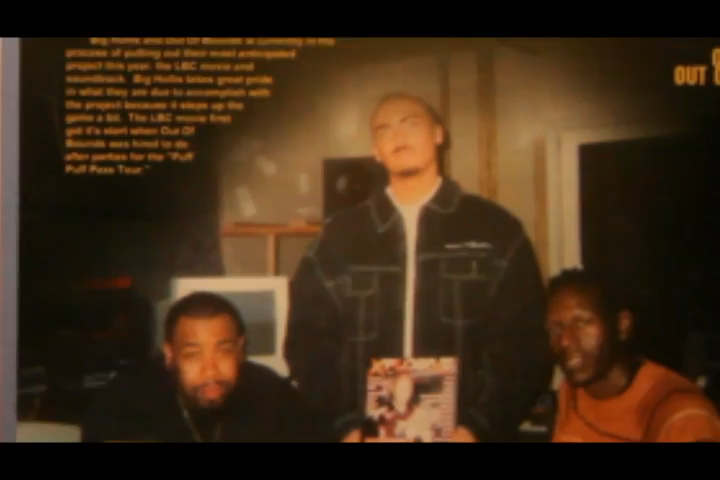 Big Hollis and Out Of Bounds is currently in the
process of putting out their most anticipated
project this year, the LBC movie and
soundtrack. Big Hollis takes great pride
in what they are due to accomplish with
the project because it steps up the
game a bit. The LBC movie first
got it's start when Out Of
Bounds was hired to do
after parties for the "Puff
Puff Pass Tour."
OUT